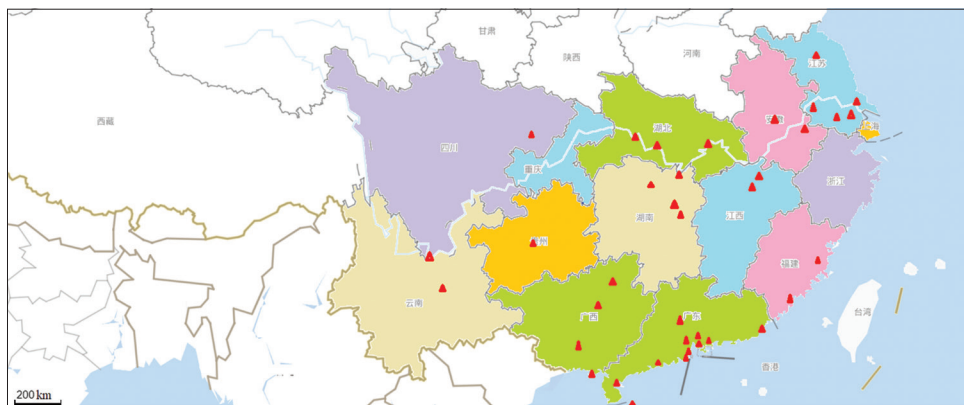 甘肃
陕西
河南
江苏
西藏
四川
重庆
湖北
安徽
上海
浙江
贵州
湖南
江西
福建
云南
广西
广东
台湾
香港
200 km